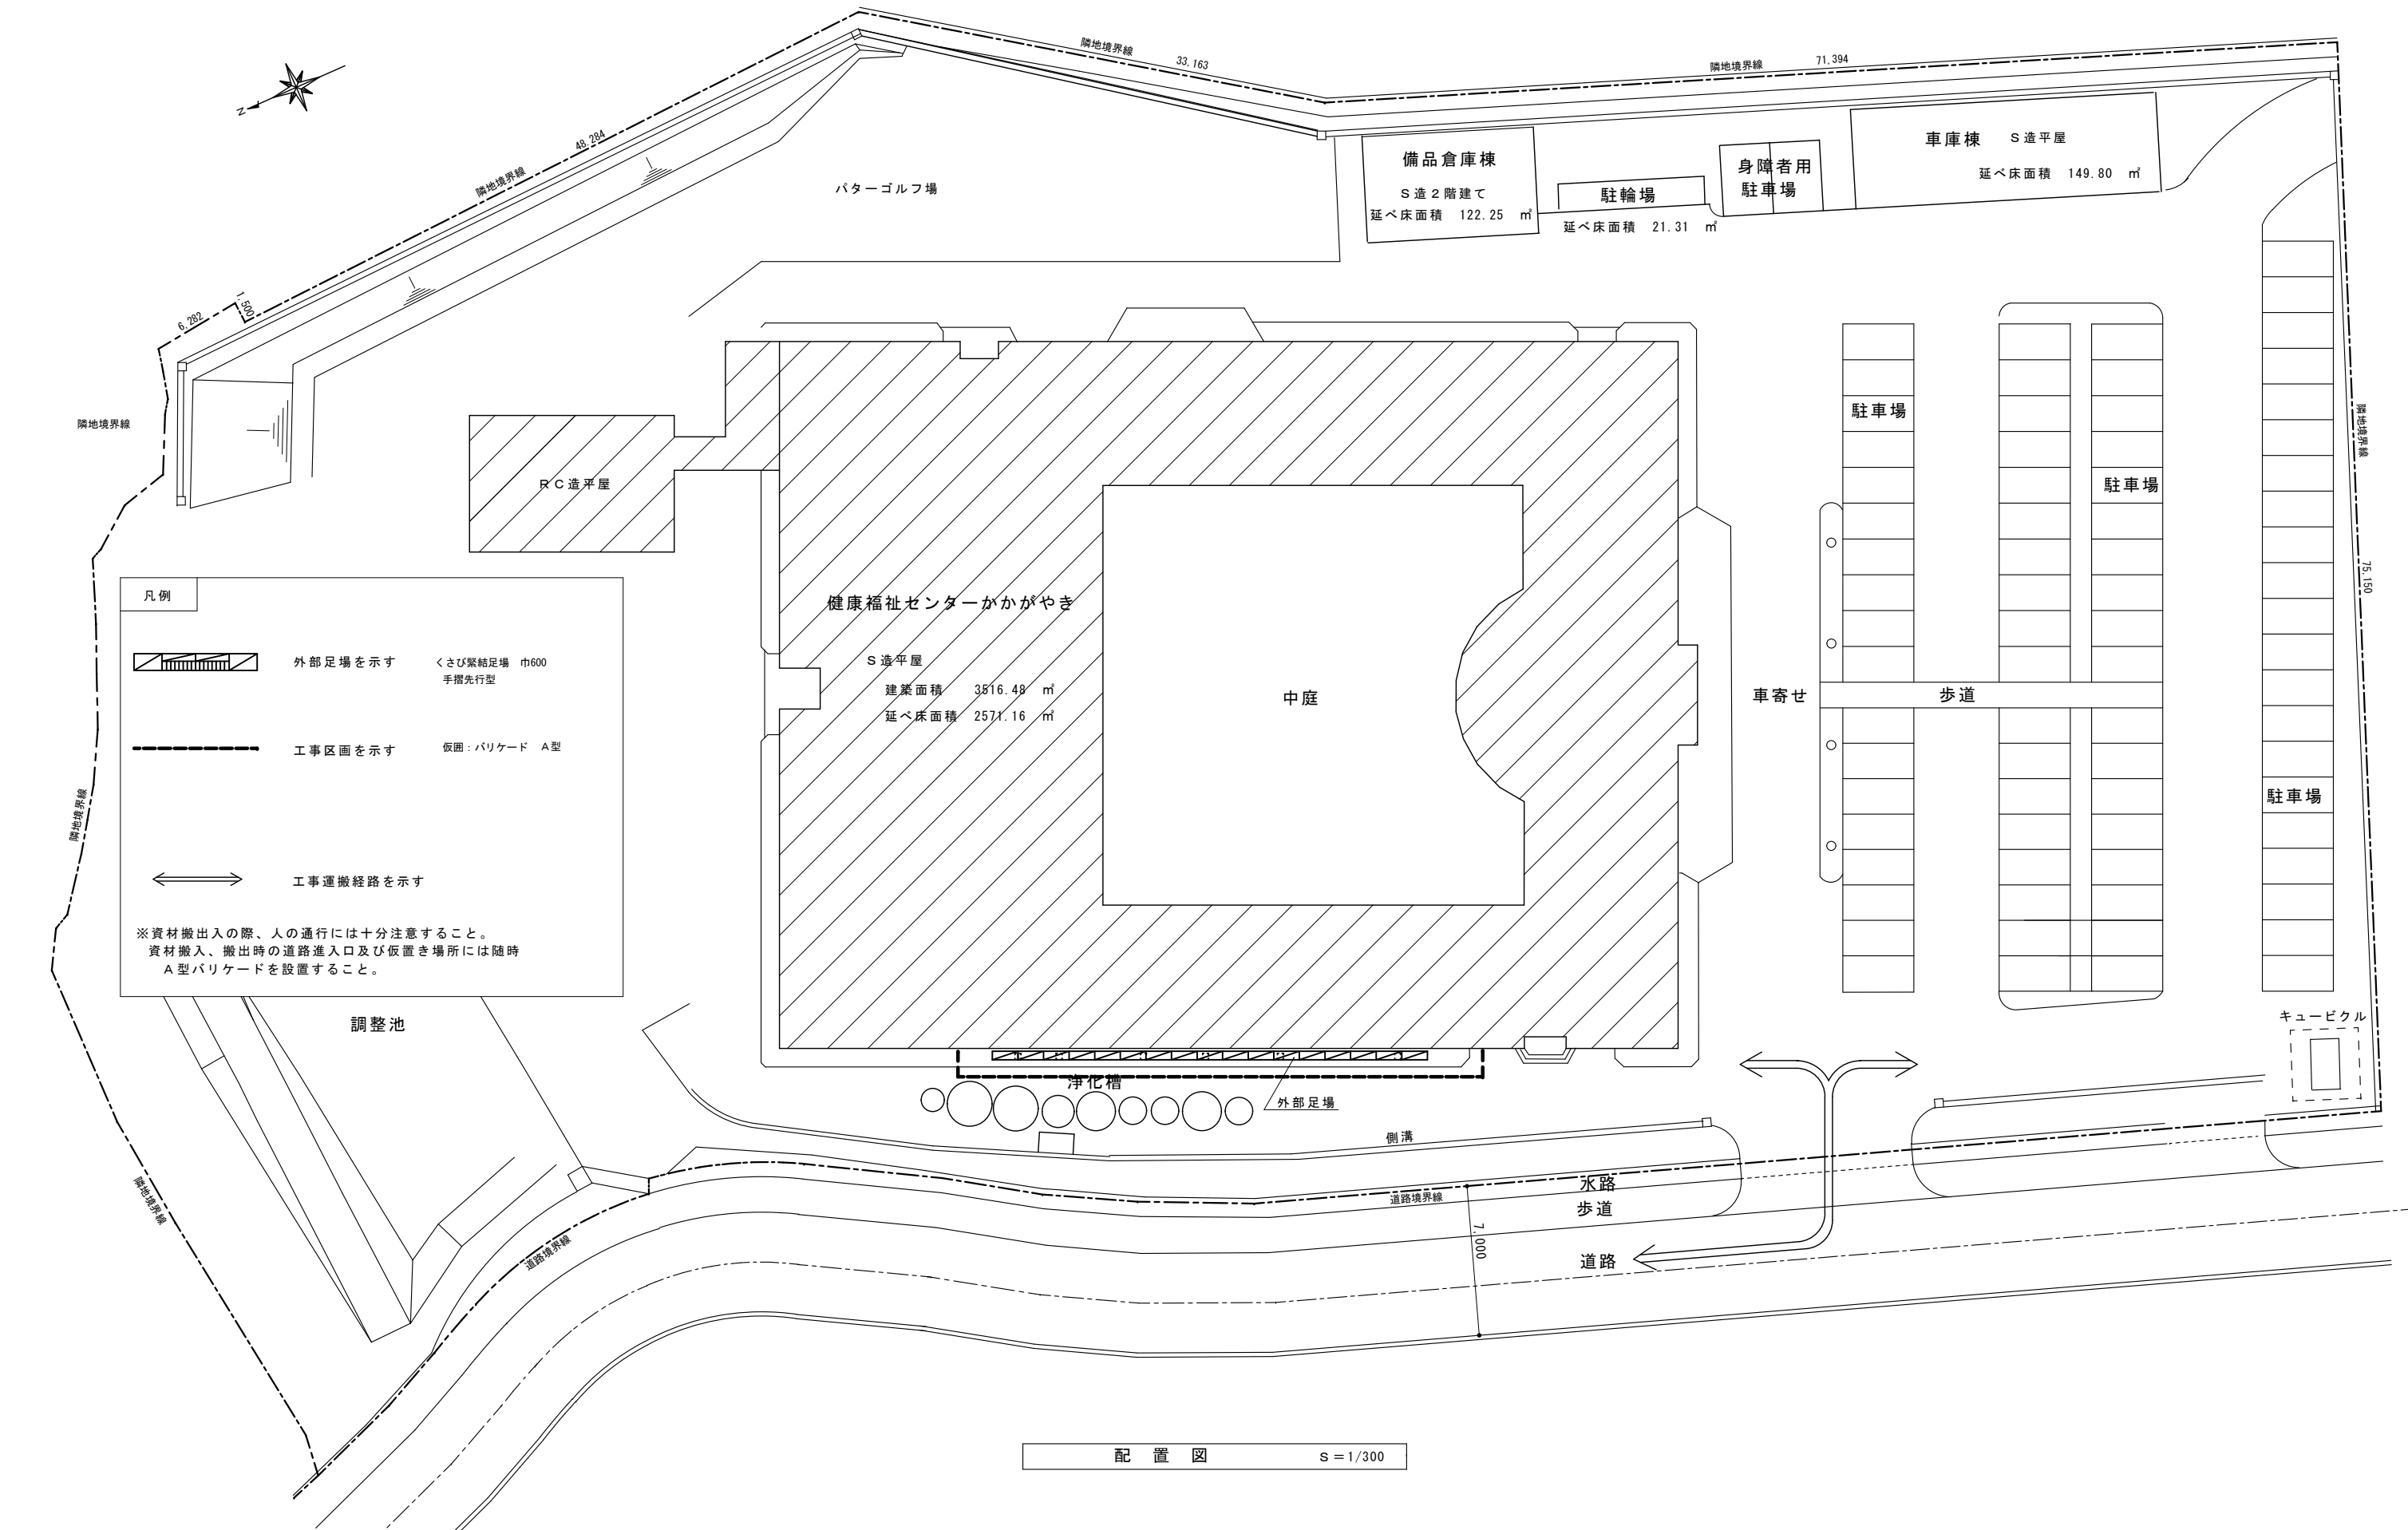 隣地境界線
33,163
隣地境界線
71,394
N
48,284
隣地境界線
パターゴルフ場
備品倉庫棟
S造2階建て
延べ床面積 122.25 ㎡
駐輪場
延べ床面積 21.31 ㎡
身障者用
駐車場
車庫棟 S造平屋
延べ床面積 149.80 ㎡
6,282
1,500
隣地境界線
RC造平屋
駐車場
駐車場
隣地境界線
75,150
凡例
外部足場を示す
くさび緊結足場 巾600
手摺先行型
工事区画を示す
仮囲:バリケード A型
工事運搬経路を示す
※資材搬出入の際、人の通行には十分注意すること。
資材搬入、搬出時の道路進入口及び仮置き場所には随時
A型バリケードを設置すること。
健康福祉センターかかがやき
S造平屋
建築面積 3516.48 ㎡
延べ床面積 2571.16 ㎡
中庭
車寄せ
歩道
駐車場
隣地境界線
調整池
キュービクル
浄化槽
外部足場
側溝
隣地境界線
道路境界線
道路境界線
水路
歩道
7,000
道路
配置図 S=1/300